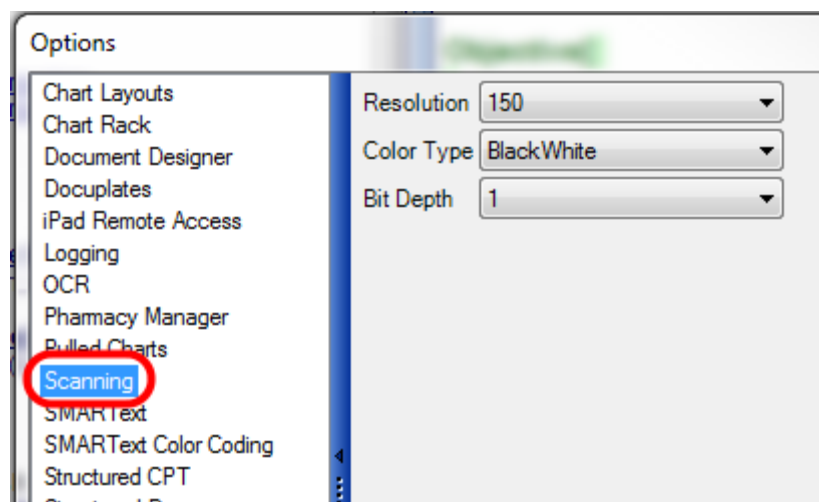 Options
Chart Layouts
Chart Rack
Document Designer
Docuplates
iPad Remote Access
Logging
OCR
Pharmacy Manager
Pulled Charts
Scanning
SMARText
SMARText Color Coding
Structured CPT
Resolution 150
Color Type BlackWhite
Bit Depth 1